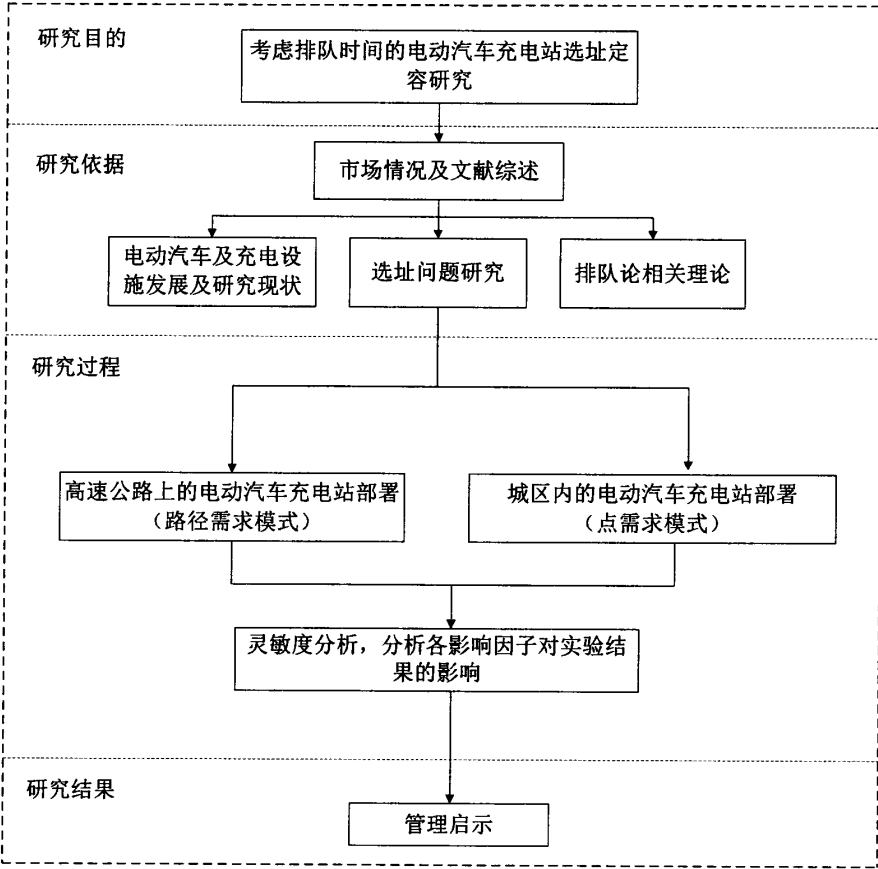 研究目的
考虑排队时间的电动汽车充电站选址定
容研究
研究依据
市场情况及文献综述
电动汽车及充电设
施发展及研究现状
选址问题研究
排队论相关理论
研究过程
高速公路上的电动汽车充电站部署
（路径需求模式）
城区内的电动汽车充电站部署
（点需求模式）
灵敏度分析，分析各影响因子对实验结
果的影响
研究结果
管理启示